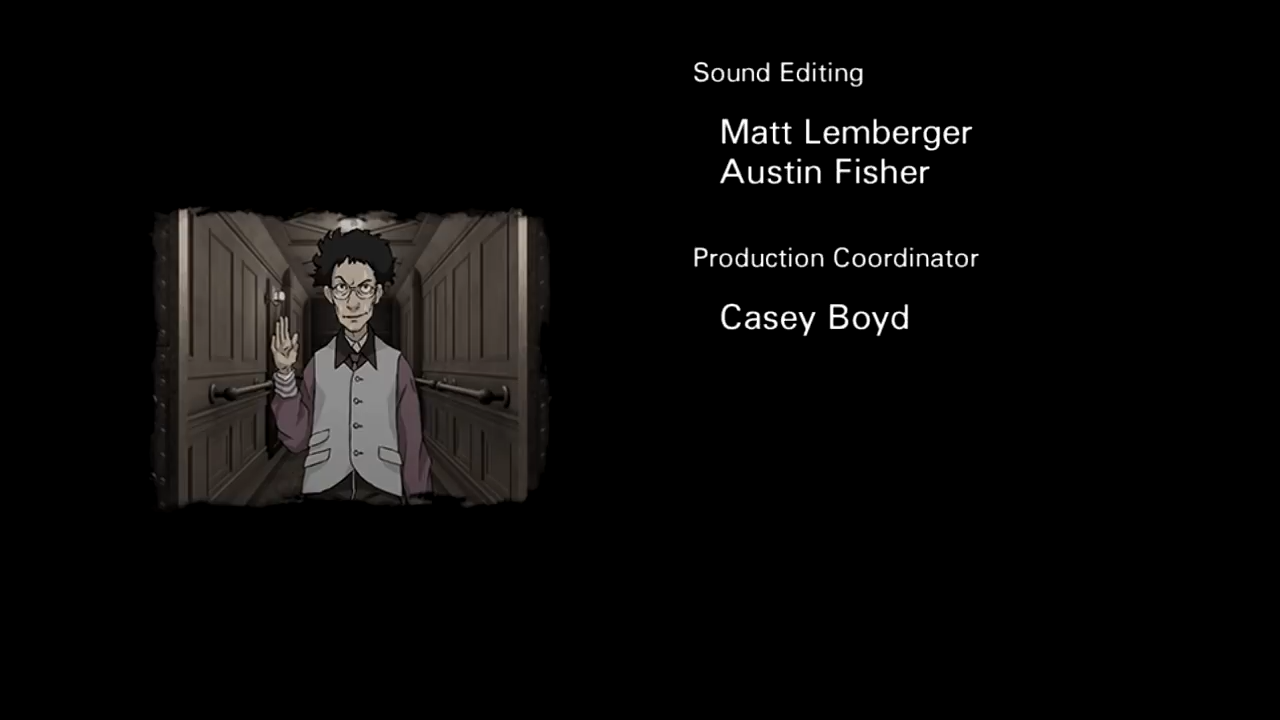 Sound Editing
Matt Lemberger
Austin Fisher
Production Coordinator
Casey Boyd